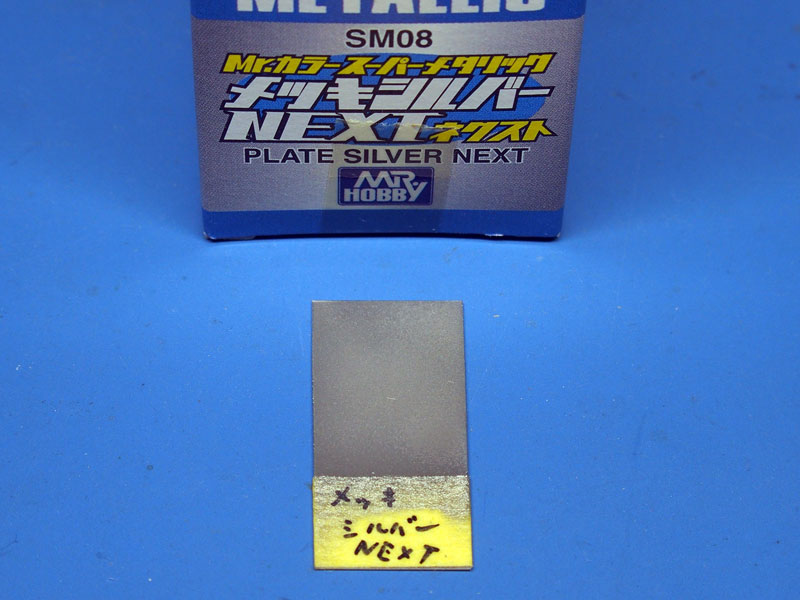 METALLIC
SM08
Mr.カラースーパーメタリック
メッキシルバー
NEXTネクスト
PLATE SILVER NEXT
MR HOBBY
メッキ
シルバー
NEXT